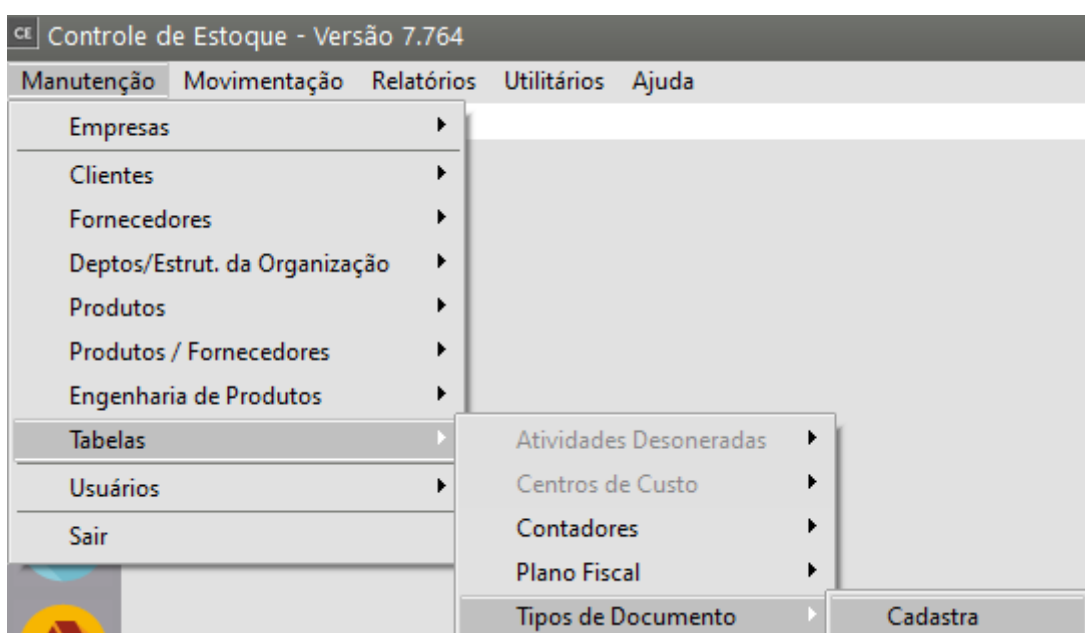 CE Controle de Estoque - Versão 7.764
Manutenção Movimentação Relatórios Utilitários Ajuda
Empresas
Clientes
Fornecedores
Deptos/Estrut. da Organização
Produtos
Produtos / Fornecedores
Engenharia de Produtos
Tabelas
Usuários
Sair
Atividades Desoneradas
Centros de Custo
Contadores
Plano Fiscal
Tipos de Documento
Cadastra